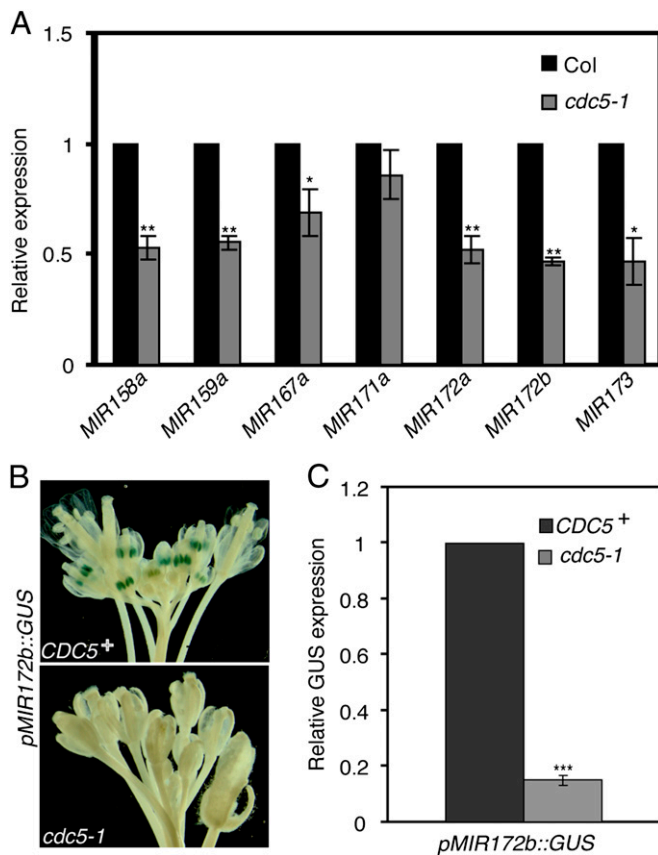 A
Relative expression
1.5
1
0.5
0
Col
cdc5-1
**
**
*
**
**
*
MIR158a
MIR159a
MIR167a
MIR171a
MIR172a
MIR172b
MIR173
B
pMIR172b::GUS
CDC5+
cdc5-1
C
Relative GUS expression
1.2
1
0.8
0.6
0.4
0.2
0
CDC5+
cdc5-1
***
pMIR172b::GUS